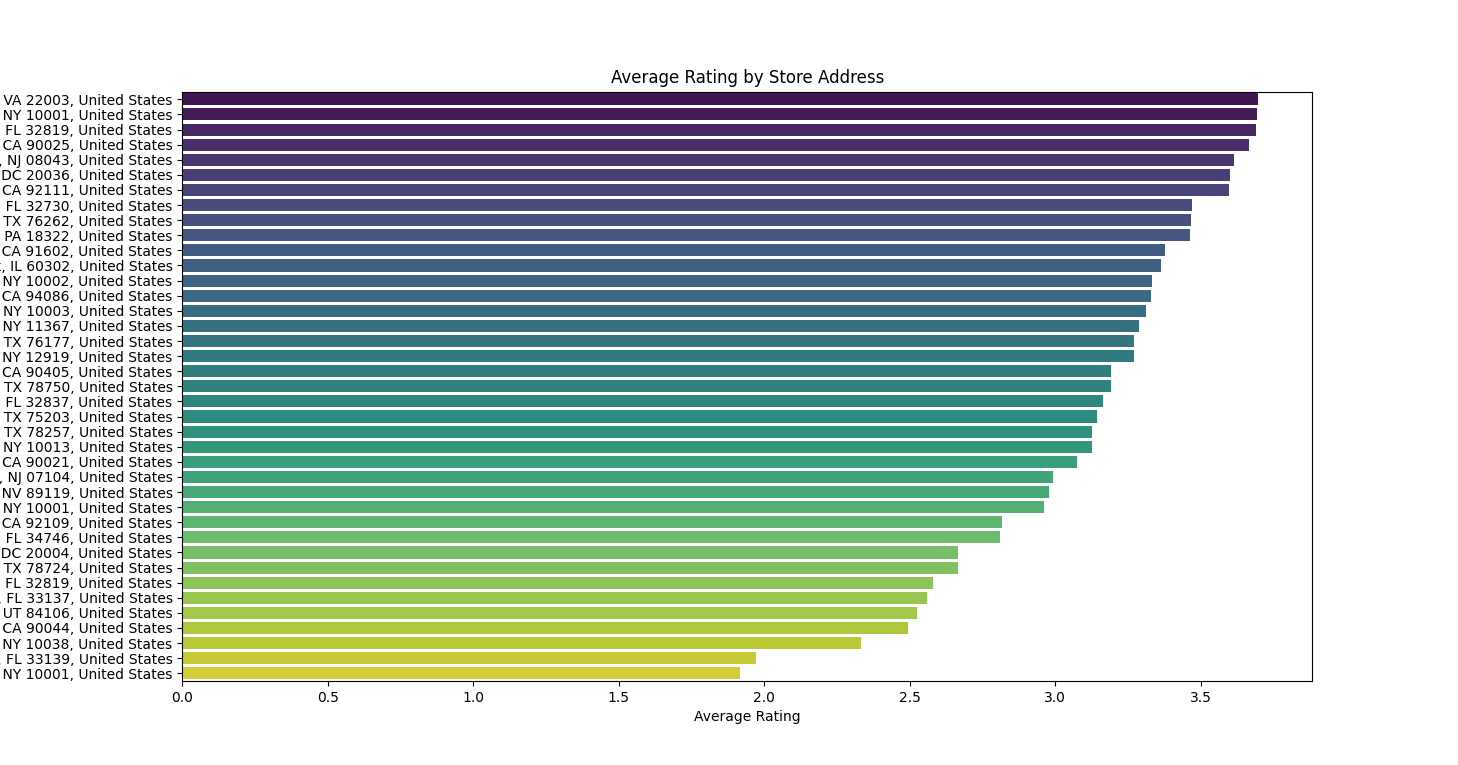 Average Rating by Store Address
VA 22003, United States
NY 10001, United States
FL 32819, United States
CA 90025, United States
, NJ 08043, United States
DC 20036, United States
CA 92111, United States
FL 32730, United States
TX 76262, United States
PA 18322, United States
CA 91602, United States
, IL 60302, United States
NY 10002, United States
CA 94086, United States
NY 10003, United States
NY 11367, United States
TX 76177, United States
NY 12919, United States
CA 90405, United States
TX 78750, United States
FL 32837, United States
TX 75203, United States
TX 78257, United States
NY 10013, United States
CA 90021, United States
, NJ 07104, United States
NV 89119, United States
NY 10001, United States
CA 92109, United States
FL 34746, United States
DC 20004, United States
TX 78724, United States
FL 32819, United States
FL 33137, United States
UT 84106, United States
CA 90044, United States
NY 10038, United States
FL 33139, United States
NY 10001, United States
0.0 0.5 1.0 1.5 2.0 2.5 3.0 3.5
Average Rating